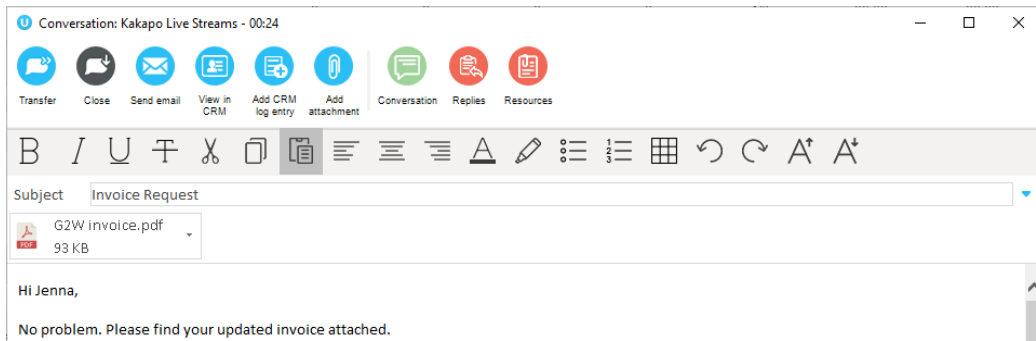 Conversation: Kakapo Live Streams - 00:24
Transfer
Close
Send email
View in
CRM
Add CRM
log entry
Add
attachment
Conversation
Replies
Resources
Subject
Invoice Request
G2W invoice.pdf
PDF
93 KB
Hi Jenna,
No problem. Please find your updated invoice attached.